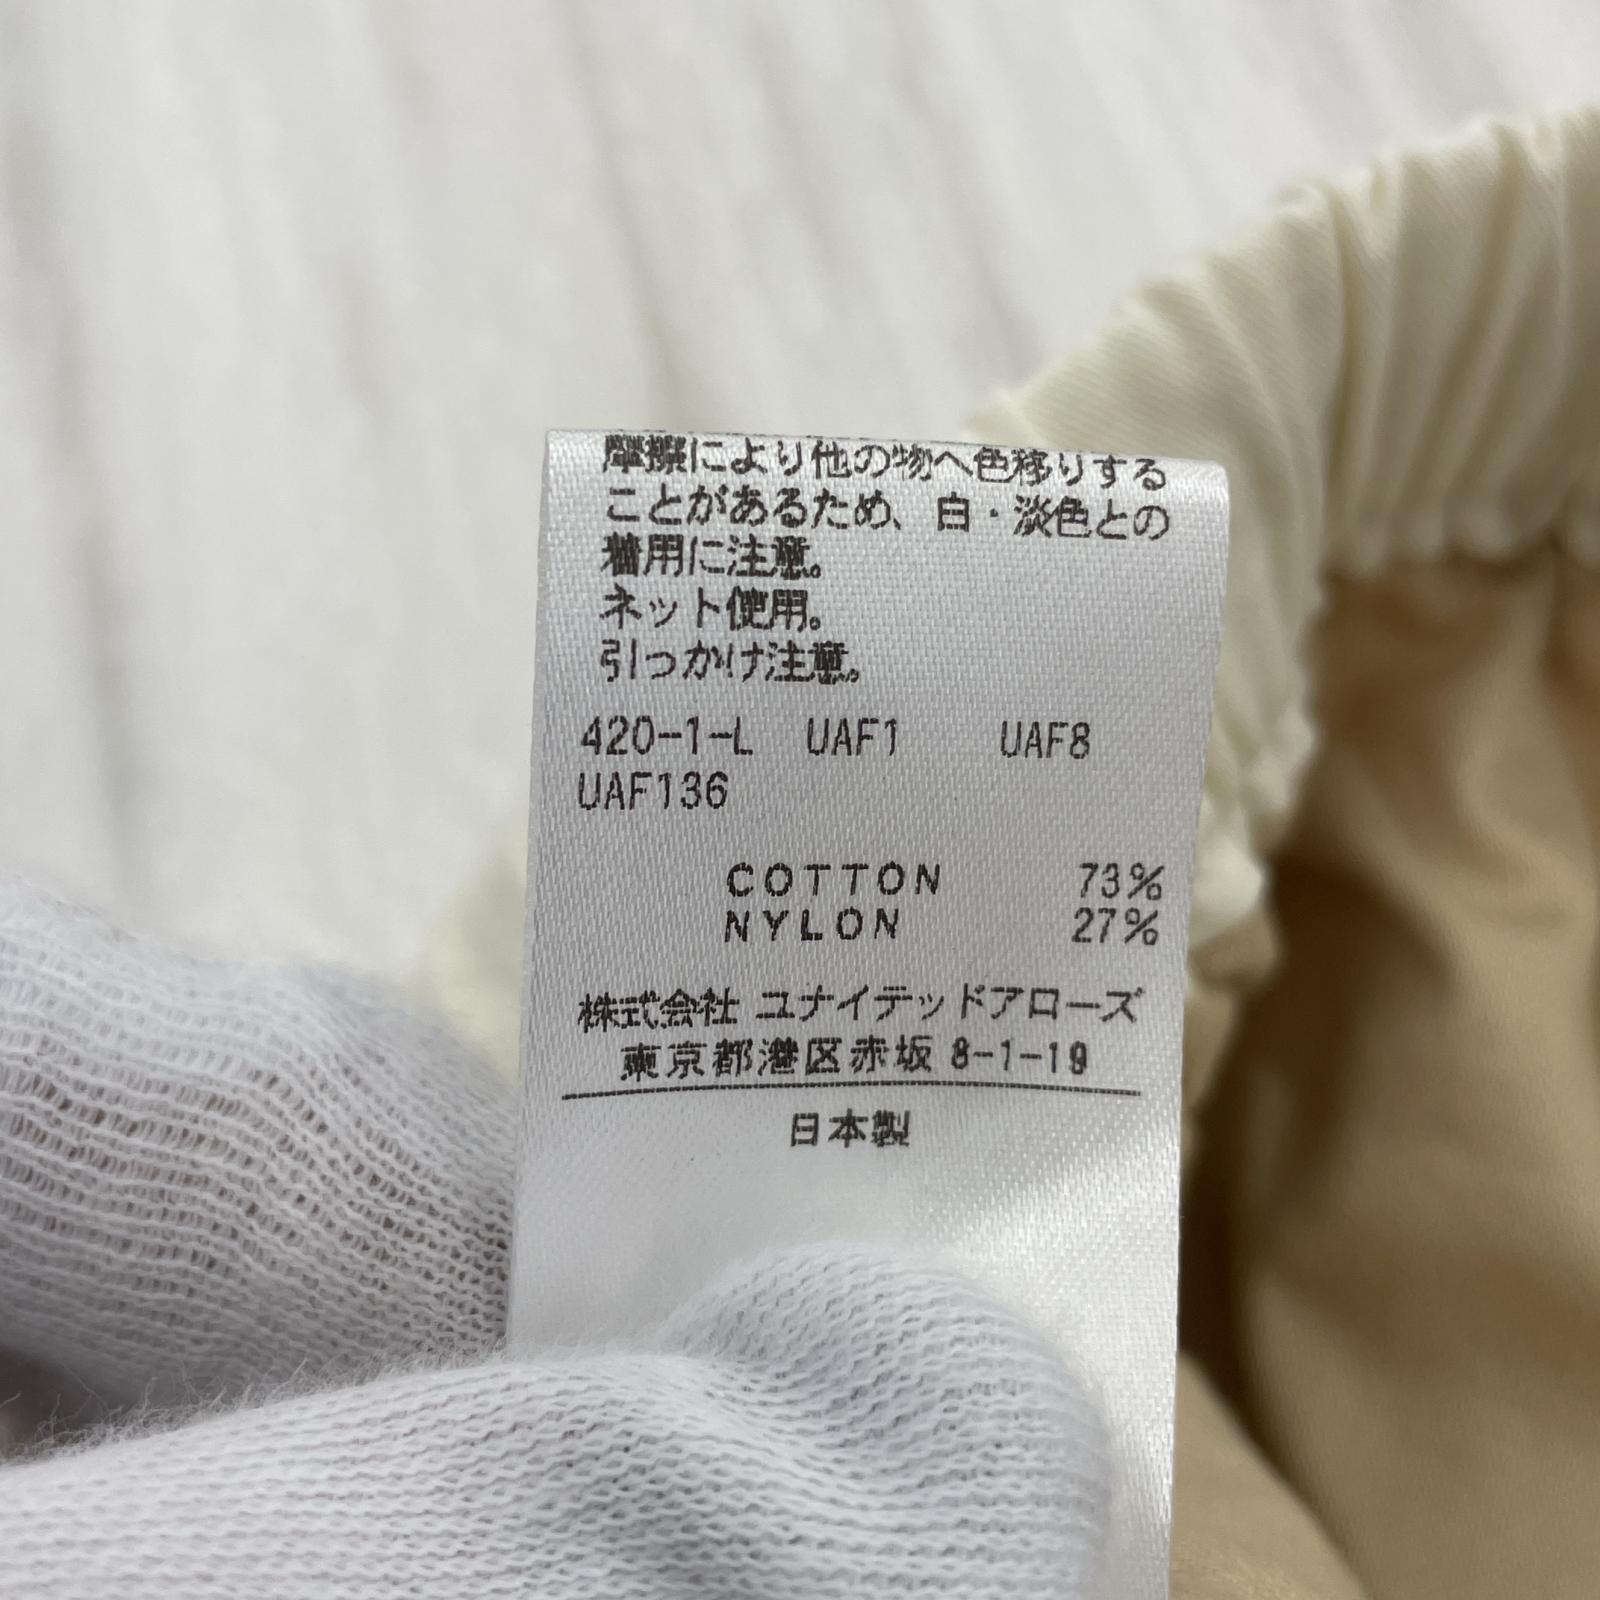 摩擦により他の物へ色移りする
ことがあるため、白・淡色との
着用に注意。
ネット使用。
引っかけ注意。
420-1-L UAF1 UAF8
UAF136
COTTON 73%
NYLON 27%
株式会社 ユナイテッドアローズ
東京都港区赤坂 8-1-19
日本製